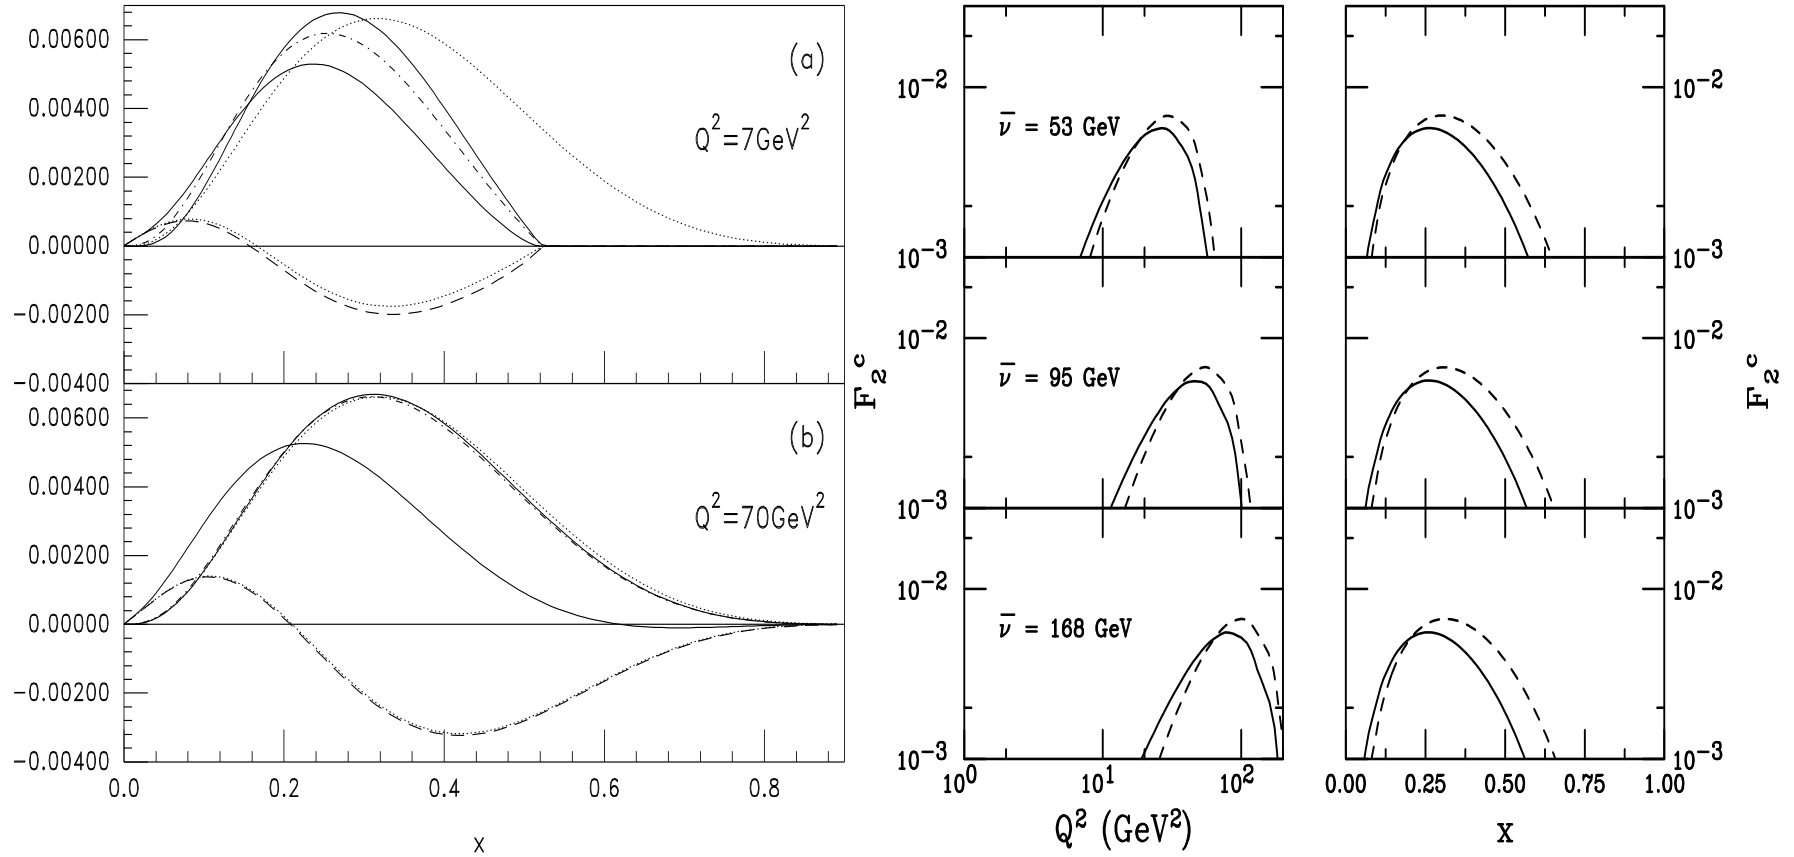 0.00600
0.00400
0.00200
0.00000
−0.00200
−0.00400
(a)
Q²=7GeV²
0.00600
0.00400
0.00200
0.00000
−0.00200
−0.00400
(b)
Q²=70GeV²
0.0 0.2 0.4 0.6 0.8
x
F₂ᶜ
10⁻²
10⁻³
ν̅ = 53 GeV
10⁻²
10⁻³
ν̅ = 95 GeV
10⁻²
10⁻³
ν̅ = 168 GeV
10⁰ 10¹ 10²
Q² (GeV²)
10⁻²
10⁻³
10⁻²
10⁻³
10⁻²
10⁻³
0.00 0.25 0.50 0.75 1.00
x
F₂ᶜ